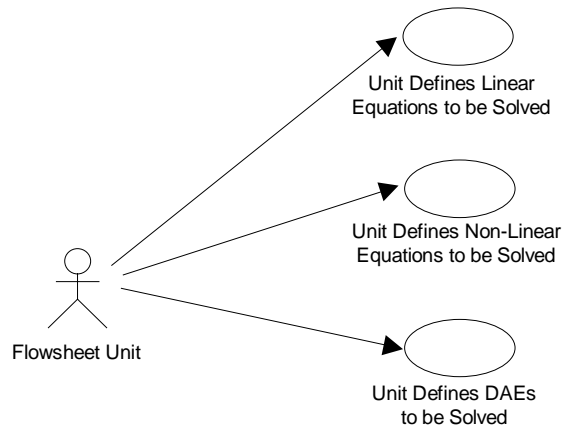 Unit Defines Linear
Equations to be Solved
Unit Defines Non-Linear
Equations to be Solved
Flowsheet Unit
Unit Defines DAEs
to be Solved